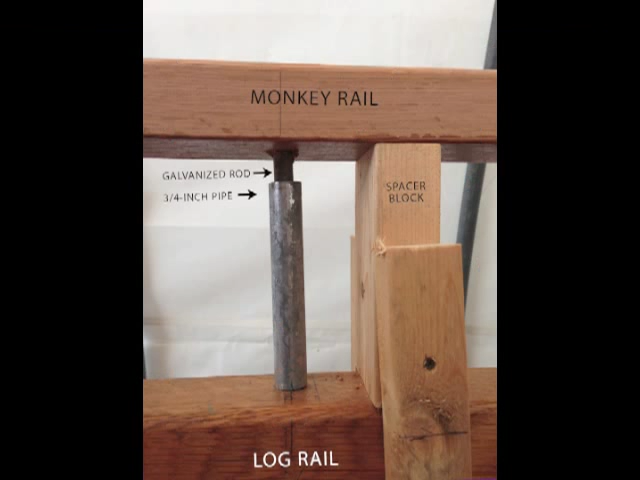 MONKEY RAIL
GALVANIZED ROD
3/4-INCH PIPE
SPACER
BLOCK
LOG RAIL